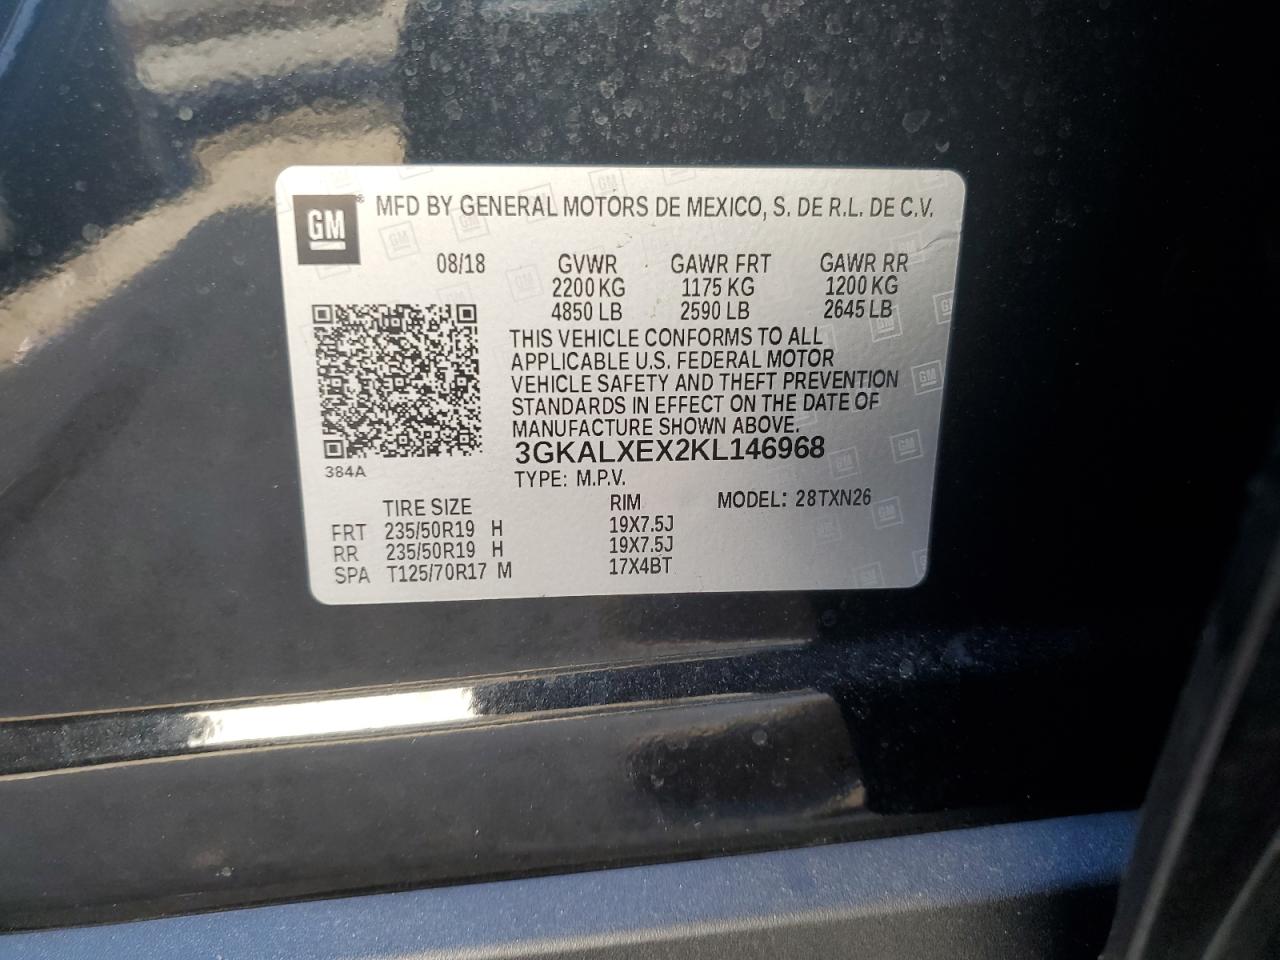 GM ® MFD BY GENERAL MOTORS DE MEXICO, S. DE R.L. DE C.V.
08/18 GVWR GAWR FRT GAWR RR
2200 KG 1175 KG 1200 KG
4850 LB 2590 LB 2645 LB
THIS VEHICLE CONFORMS TO ALL
APPLICABLE U.S. FEDERAL MOTOR
VEHICLE SAFETY AND THEFT PREVENTION
STANDARDS IN EFFECT ON THE DATE OF
MANUFACTURE SHOWN ABOVE.
3GKALXEX2KL146968
384A
TYPE: M.P.V.
TIRE SIZE RIM MODEL: 28TXN26
FRT 235/50R19 H 19X7.5J
RR 235/50R19 H 19X7.5J
SPA T125/70R17 M 17X4BT